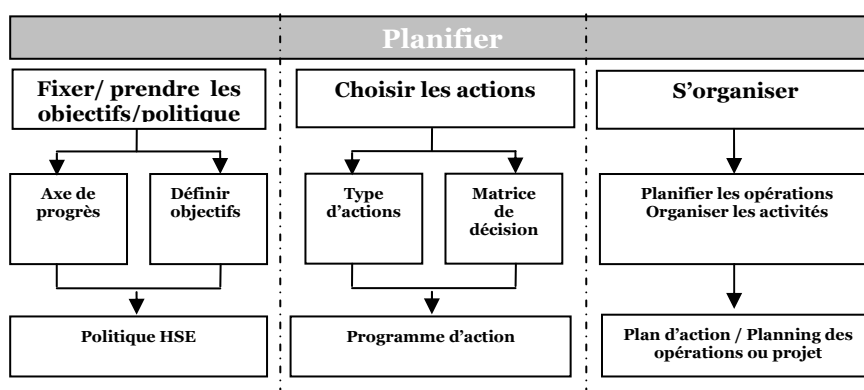 Planifier
Fixer/ prendre les
objectifs/politique
Choisir les actions
S'organiser
Axe de
progrès
Définir
objectifs
Type
d'actions
Matrice
de
décision
Planifier les opérations
Organiser les activités
Politique HSE
Programme d'action
Plan d'action / Planning des
opérations ou projet